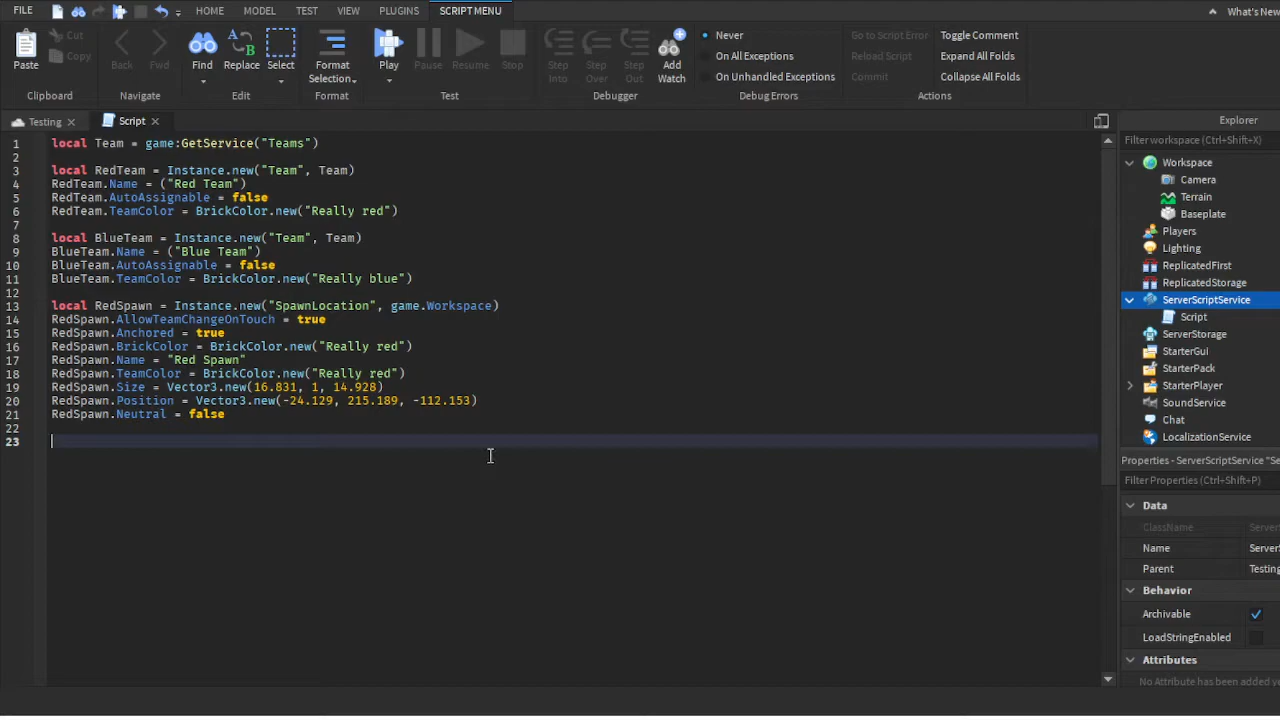 FILE HOME MODEL TEST VIEW PLUGINS SCRIPT MENU What's New
Paste Cut Copy Clipboard
Back Fwd Navigate
Find Replace Select Edit
Format Selection Format
Play Pause Resume Stop Test
Step Into Step Over Step Out Add Watch Debugger
Never
On All Exceptions
On Unhandled Exceptions
Debug Errors
Go to Script Error
Reload Script
Commit
Toggle Comment
Expand All Folds
Collapse All Folds
Actions
Testing Script
1 local Team = game:GetService("Teams")
2
3 local RedTeam = Instance.new("Team", Team)
4 RedTeam.Name = ("Red Team")
5 RedTeam.AutoAssignable = false
6 RedTeam.TeamColor = BrickColor.new("Really red")
7
8 local BlueTeam = Instance.new("Team", Team)
9 BlueTeam.Name = ("Blue Team")
10 BlueTeam.AutoAssignable = false
11 BlueTeam.TeamColor = BrickColor.new("Really blue")
12
13 local RedSpawn = Instance.new("SpawnLocation", game.Workspace)
14 RedSpawn.AllowTeamChangeOnTouch = true
15 RedSpawn.Anchored = true
16 RedSpawn.BrickColor = BrickColor.new("Really red")
17 RedSpawn.Name = "Red Spawn"
18 RedSpawn.TeamColor = BrickColor.new("Really red")
19 RedSpawn.Size = Vector3.new(16.831, 1, 14.928)
20 RedSpawn.Position = Vector3.new(-24.129, 215.189, -112.153)
21 RedSpawn.Neutral = false
22
23
Explorer
Filter workspace (Ctrl+Shift+X)
Workspace
Camera
Terrain
Baseplate
Players
Lighting
ReplicatedFirst
ReplicatedStorage
ServerScriptService
Script
ServerStorage
StarterGui
StarterPack
StarterPlayer
SoundService
Chat
LocalizationService
Properties - ServerScriptService "Se
Filter Properties (Ctrl+Shift+P)
Data
ClassName Server
Name Server
Parent Testing
Behavior
Archivable
LoadStringEnabled
Attributes
No Attribute has been added ye